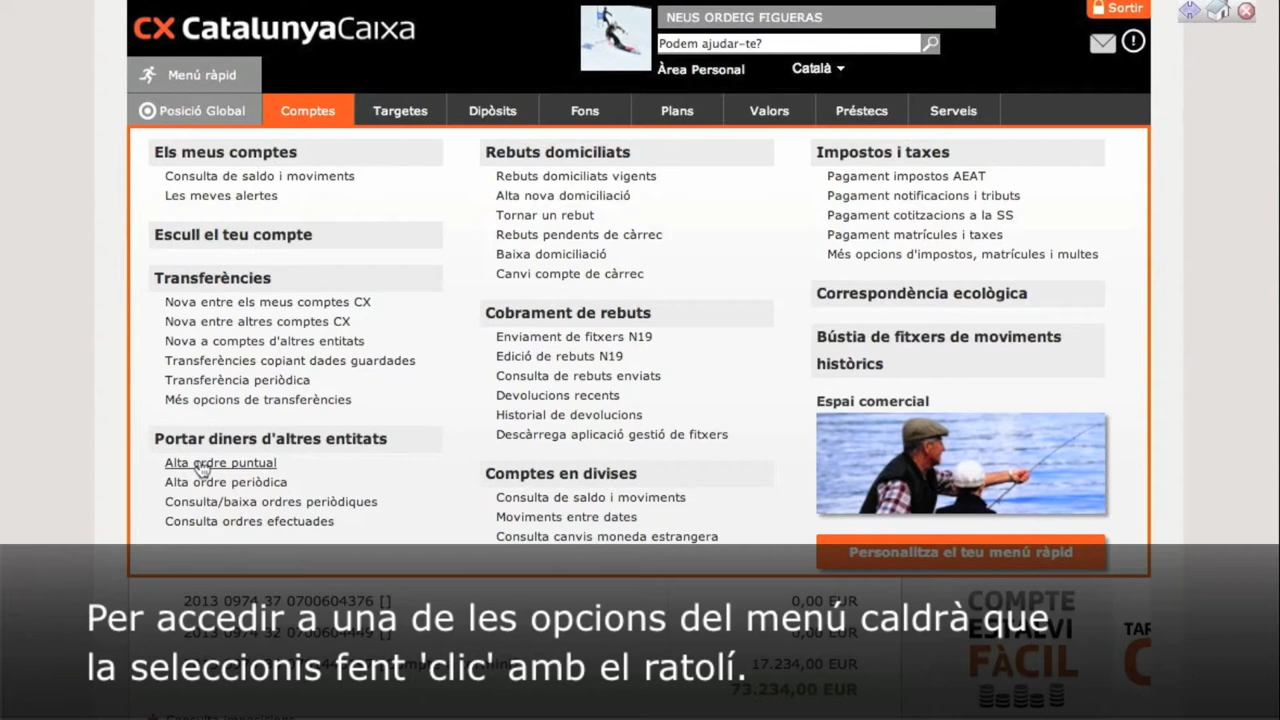 CX CatalunyaCaixa
NEUS ORDEIG FIGUERAS
Sortir
Podem ajudar-te?
Menú ràpid
Àrea Personal
Català
Posició Global
Comptes
Targetes
Dipòsits
Fons
Plans
Valors
Préstecs
Serveis
Els meus comptes
Consulta de saldo i moviments
Les meves alertes
Escull el teu compte
Transferències
Nova entre els meus comptes CX
Nova entre altres comptes CX
Nova a comptes d'altres entitats
Transferències copiant dades guardades
Transferència periòdica
Més opcions de transferències
Portar diners d'altres entitats
Alta ordre puntual
Alta ordre periòdica
Consulta/baixa ordres periòdiques
Consulta ordres efectuades
Rebuts domiciliats
Rebuts domiciliats vigents
Alta nova domiciliació
Tornar un rebut
Rebuts pendents de càrrec
Baixa domiciliació
Canvi compte de càrrec
Cobrament de rebuts
Enviament de fitxers N19
Edició de rebuts N19
Consulta de rebuts enviats
Devolucions recents
Historial de devolucions
Descàrrega aplicació gestió de fitxers
Comptes en divises
Consulta de saldo i moviments
Moviments entre dates
Consulta canvis moneda estrangera
Impostos i taxes
Pagament impostos AEAT
Pagament notificacions i tributs
Pagament cotitzacions a la SS
Pagament matrícules i taxes
Més opcions d'impostos, matrícules i multes
Correspondència ecològica
Bústia de fitxers de moviments
històrics
Espai comercial
Personalitza el teu menú ràpid
2013 0974 37 0700604376 [] 0,00 EUR
0,00 EUR
17.234,00 EUR
73.234,00 EUR
COMPTE
ESTALVI
FÀCIL
Per accedir a una de les opcions del menú caldrà que
la seleccionis fent 'clic' amb el ratolí.